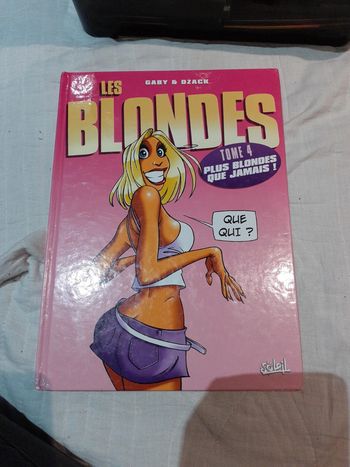 LES
GABY & DZACK
BLONDES
TOME 4
PLUS BLONDES
QUE JAMAIS !
QUE
QUI ?
SOLEIL